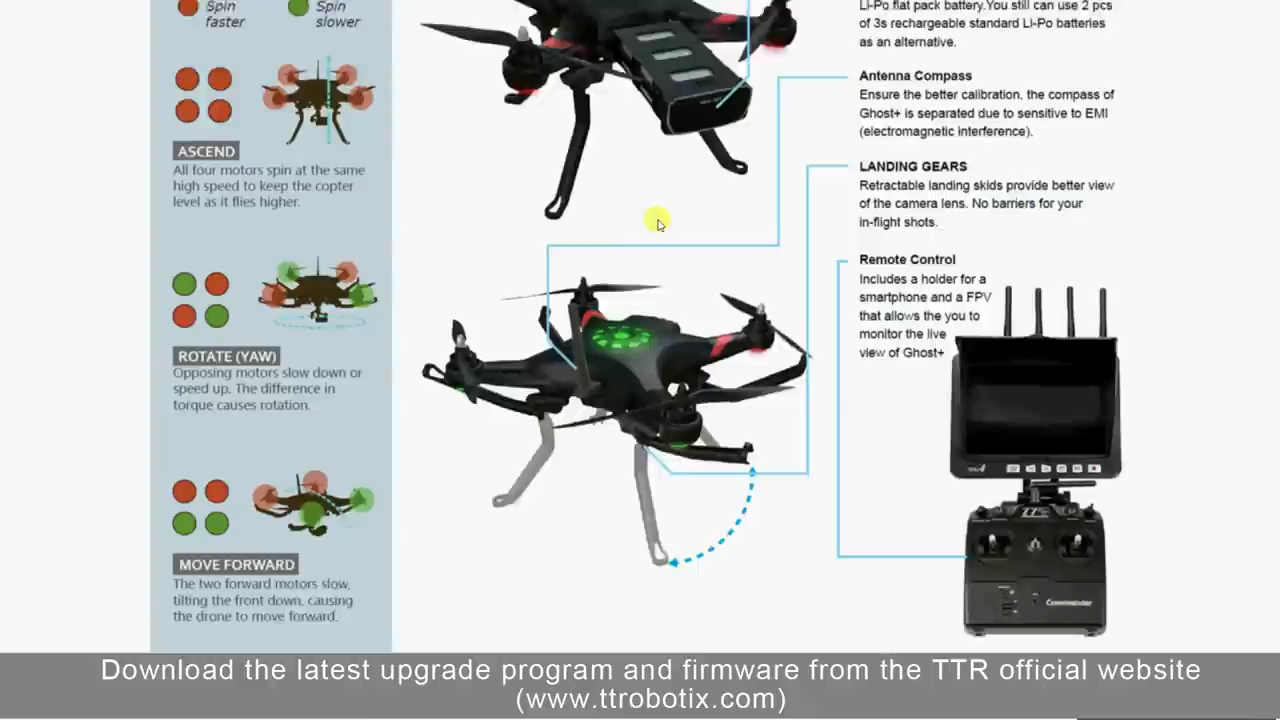 Spin
faster
Spin
slower
ASCEND
All four motors spin at the same
high speed to keep the copter
level as it flies higher.
ROTATE (YAW)
Opposing motors slow down or
speed up. The difference in
torque causes rotation.
MOVE FORWARD
The two forward motors slow,
tilting the front down, causing
the drone to move forward.
Li-Po flat pack battery.You still can use 2 pcs
of 3s rechargeable standard Li-Po batteries
as an alternative.
Antenna Compass
Ensure the better calibration, the compass of
Ghost+ is separated due to sensitive to EMI
(electromagnetic interference).
LANDING GEARS
Retractable landing skids provide better view
of the camera lens. No barriers for your
in-flight shots.
Remote Control
Includes a holder for a
smartphone and a FPV
that allows the you to
monitor the live
view of Ghost+
Commander
Download the latest upgrade program and firmware from the TTR official website
(www.ttrobotix.com)